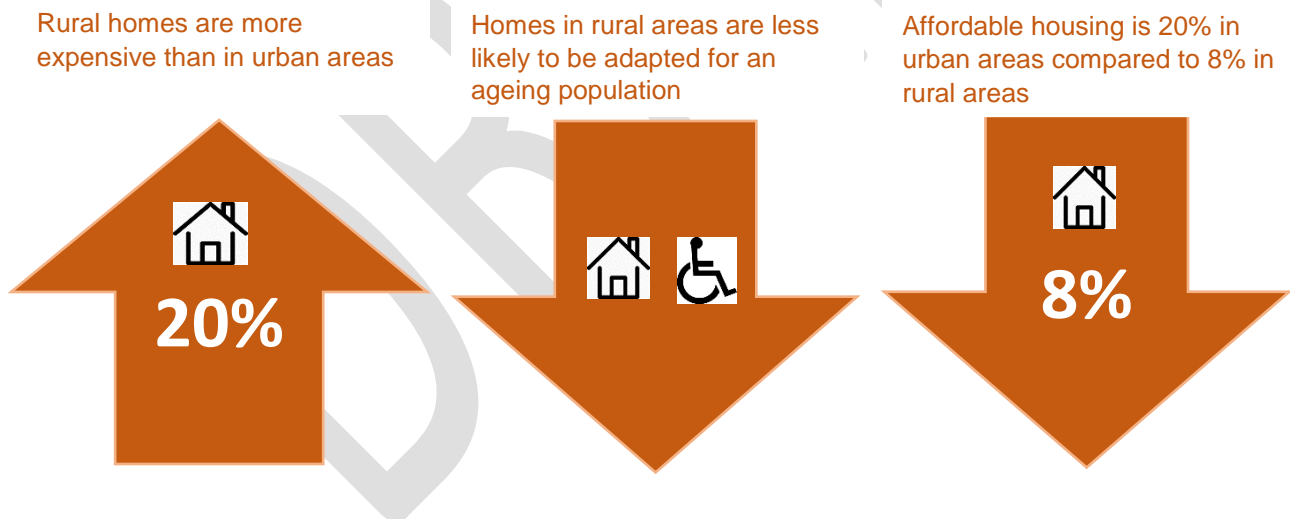 Rural homes are more
expensive than in urban areas
20%
Homes in rural areas are less
likely to be adapted for an
ageing population
Affordable housing is 20% in
urban areas compared to 8% in
rural areas
8%